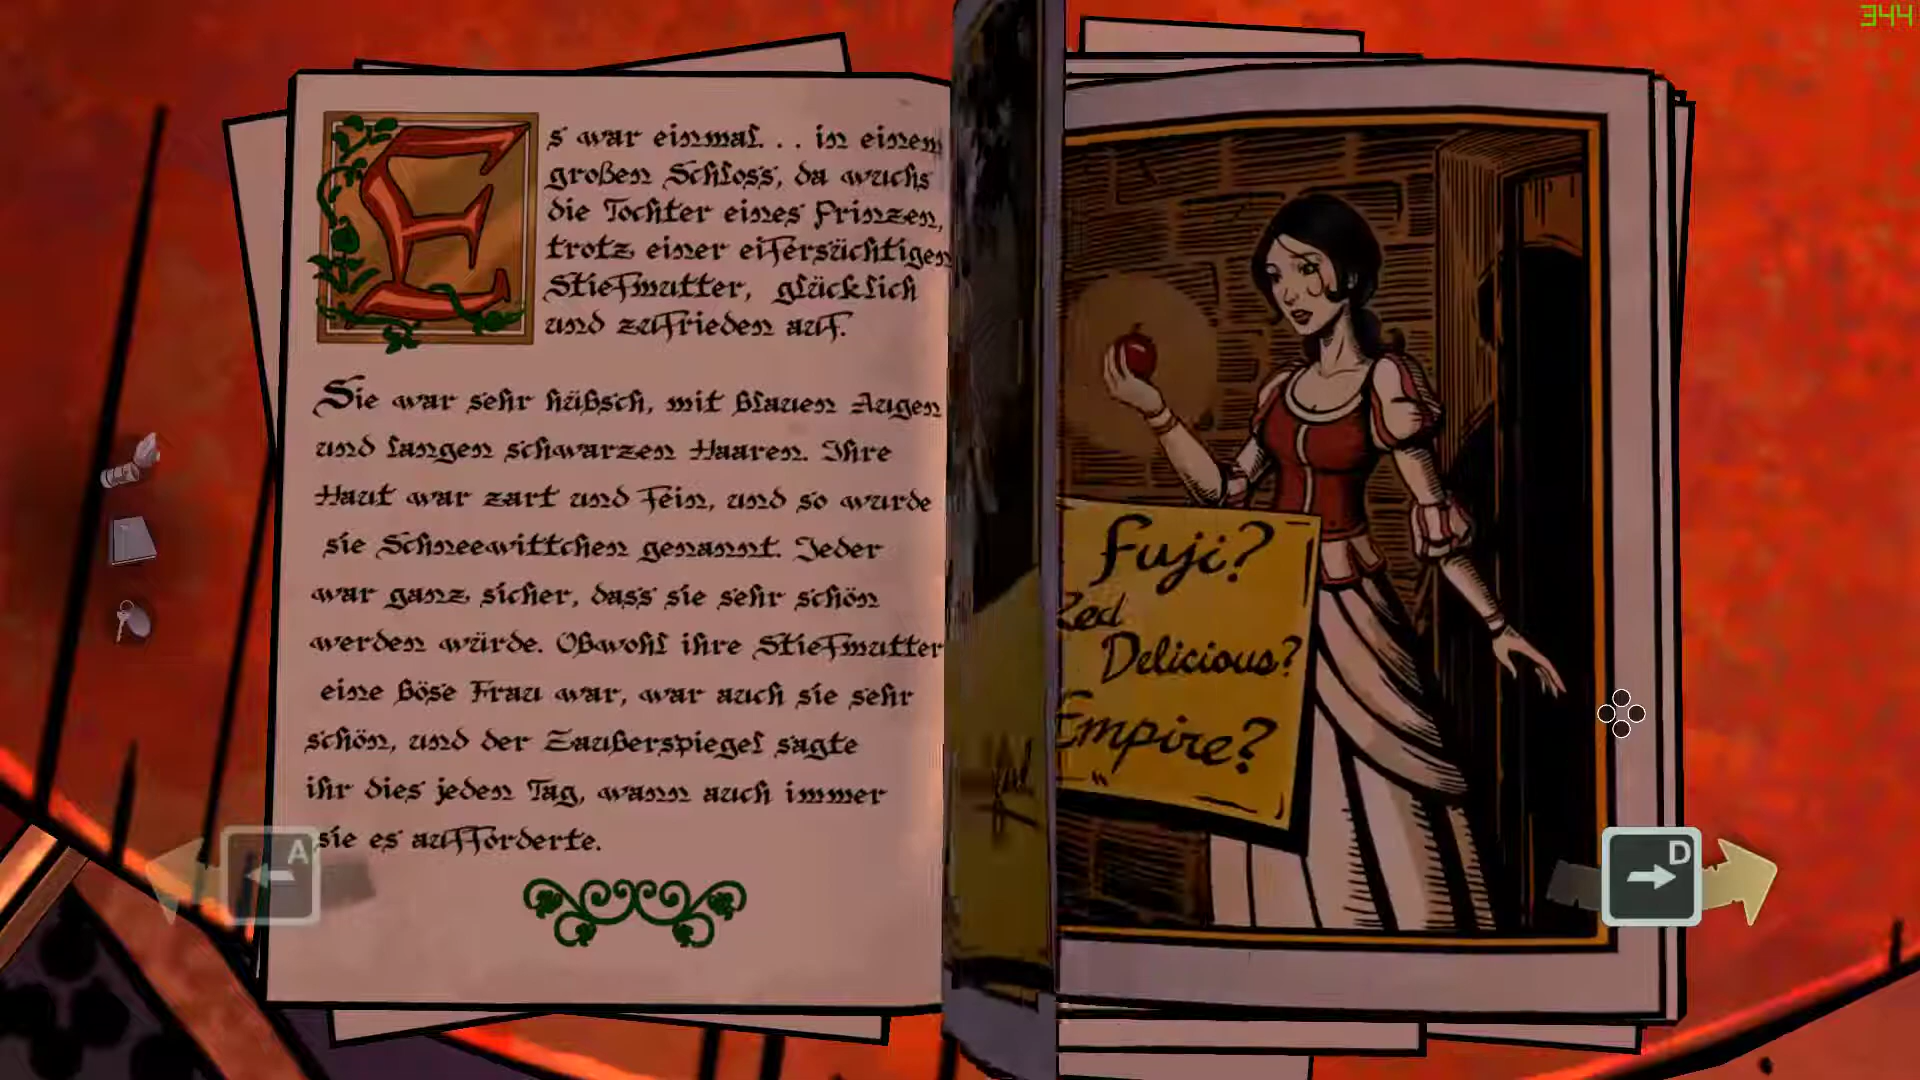 344
Es war einmal... in einem
großen Schloss, da wuchs
die Tochter eines Prinzen,
trotz einer eifersüchtigen
Stiefmutter, glücklich
und zufrieden auf.
Sie war sehr hübsch, mit blauen Augen
und langen schwarzen Haaren. Ihre
Haut war zart und fein, und so wurde
sie Schneewittchen genannt. Jeder
war ganz sicher, dass sie sehr schön
werden würde. Obwohl ihre Stiefmutter
eine böse Frau war, war auch sie sehr
schön, und der Zauberspiegel sagte
ihr dies jeden Tag, wann auch immer
sie es aufforderte.
Fuji?
Red
Delicious?
Empire?
A
D